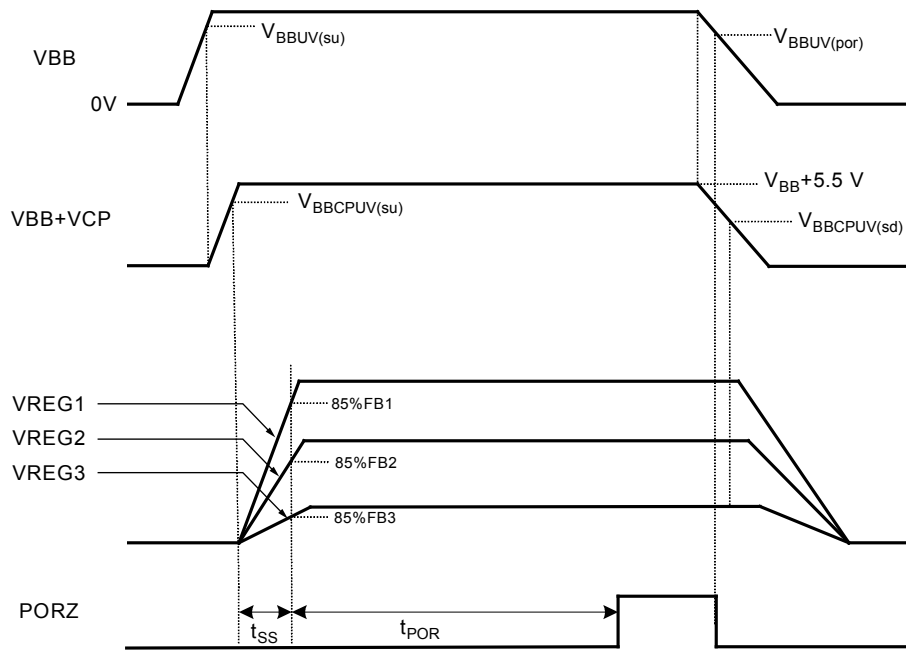 V_BBUV(su)
VBB
V_BBUV(por)
0V
V_BB+5.5 V
V_BBCPUV(su)
VBB+VCP
V_BBCPUV(sd)
VREG1
85%FB1
VREG2
85%FB2
VREG3
85%FB3
PORZ
t_SS
t_POR